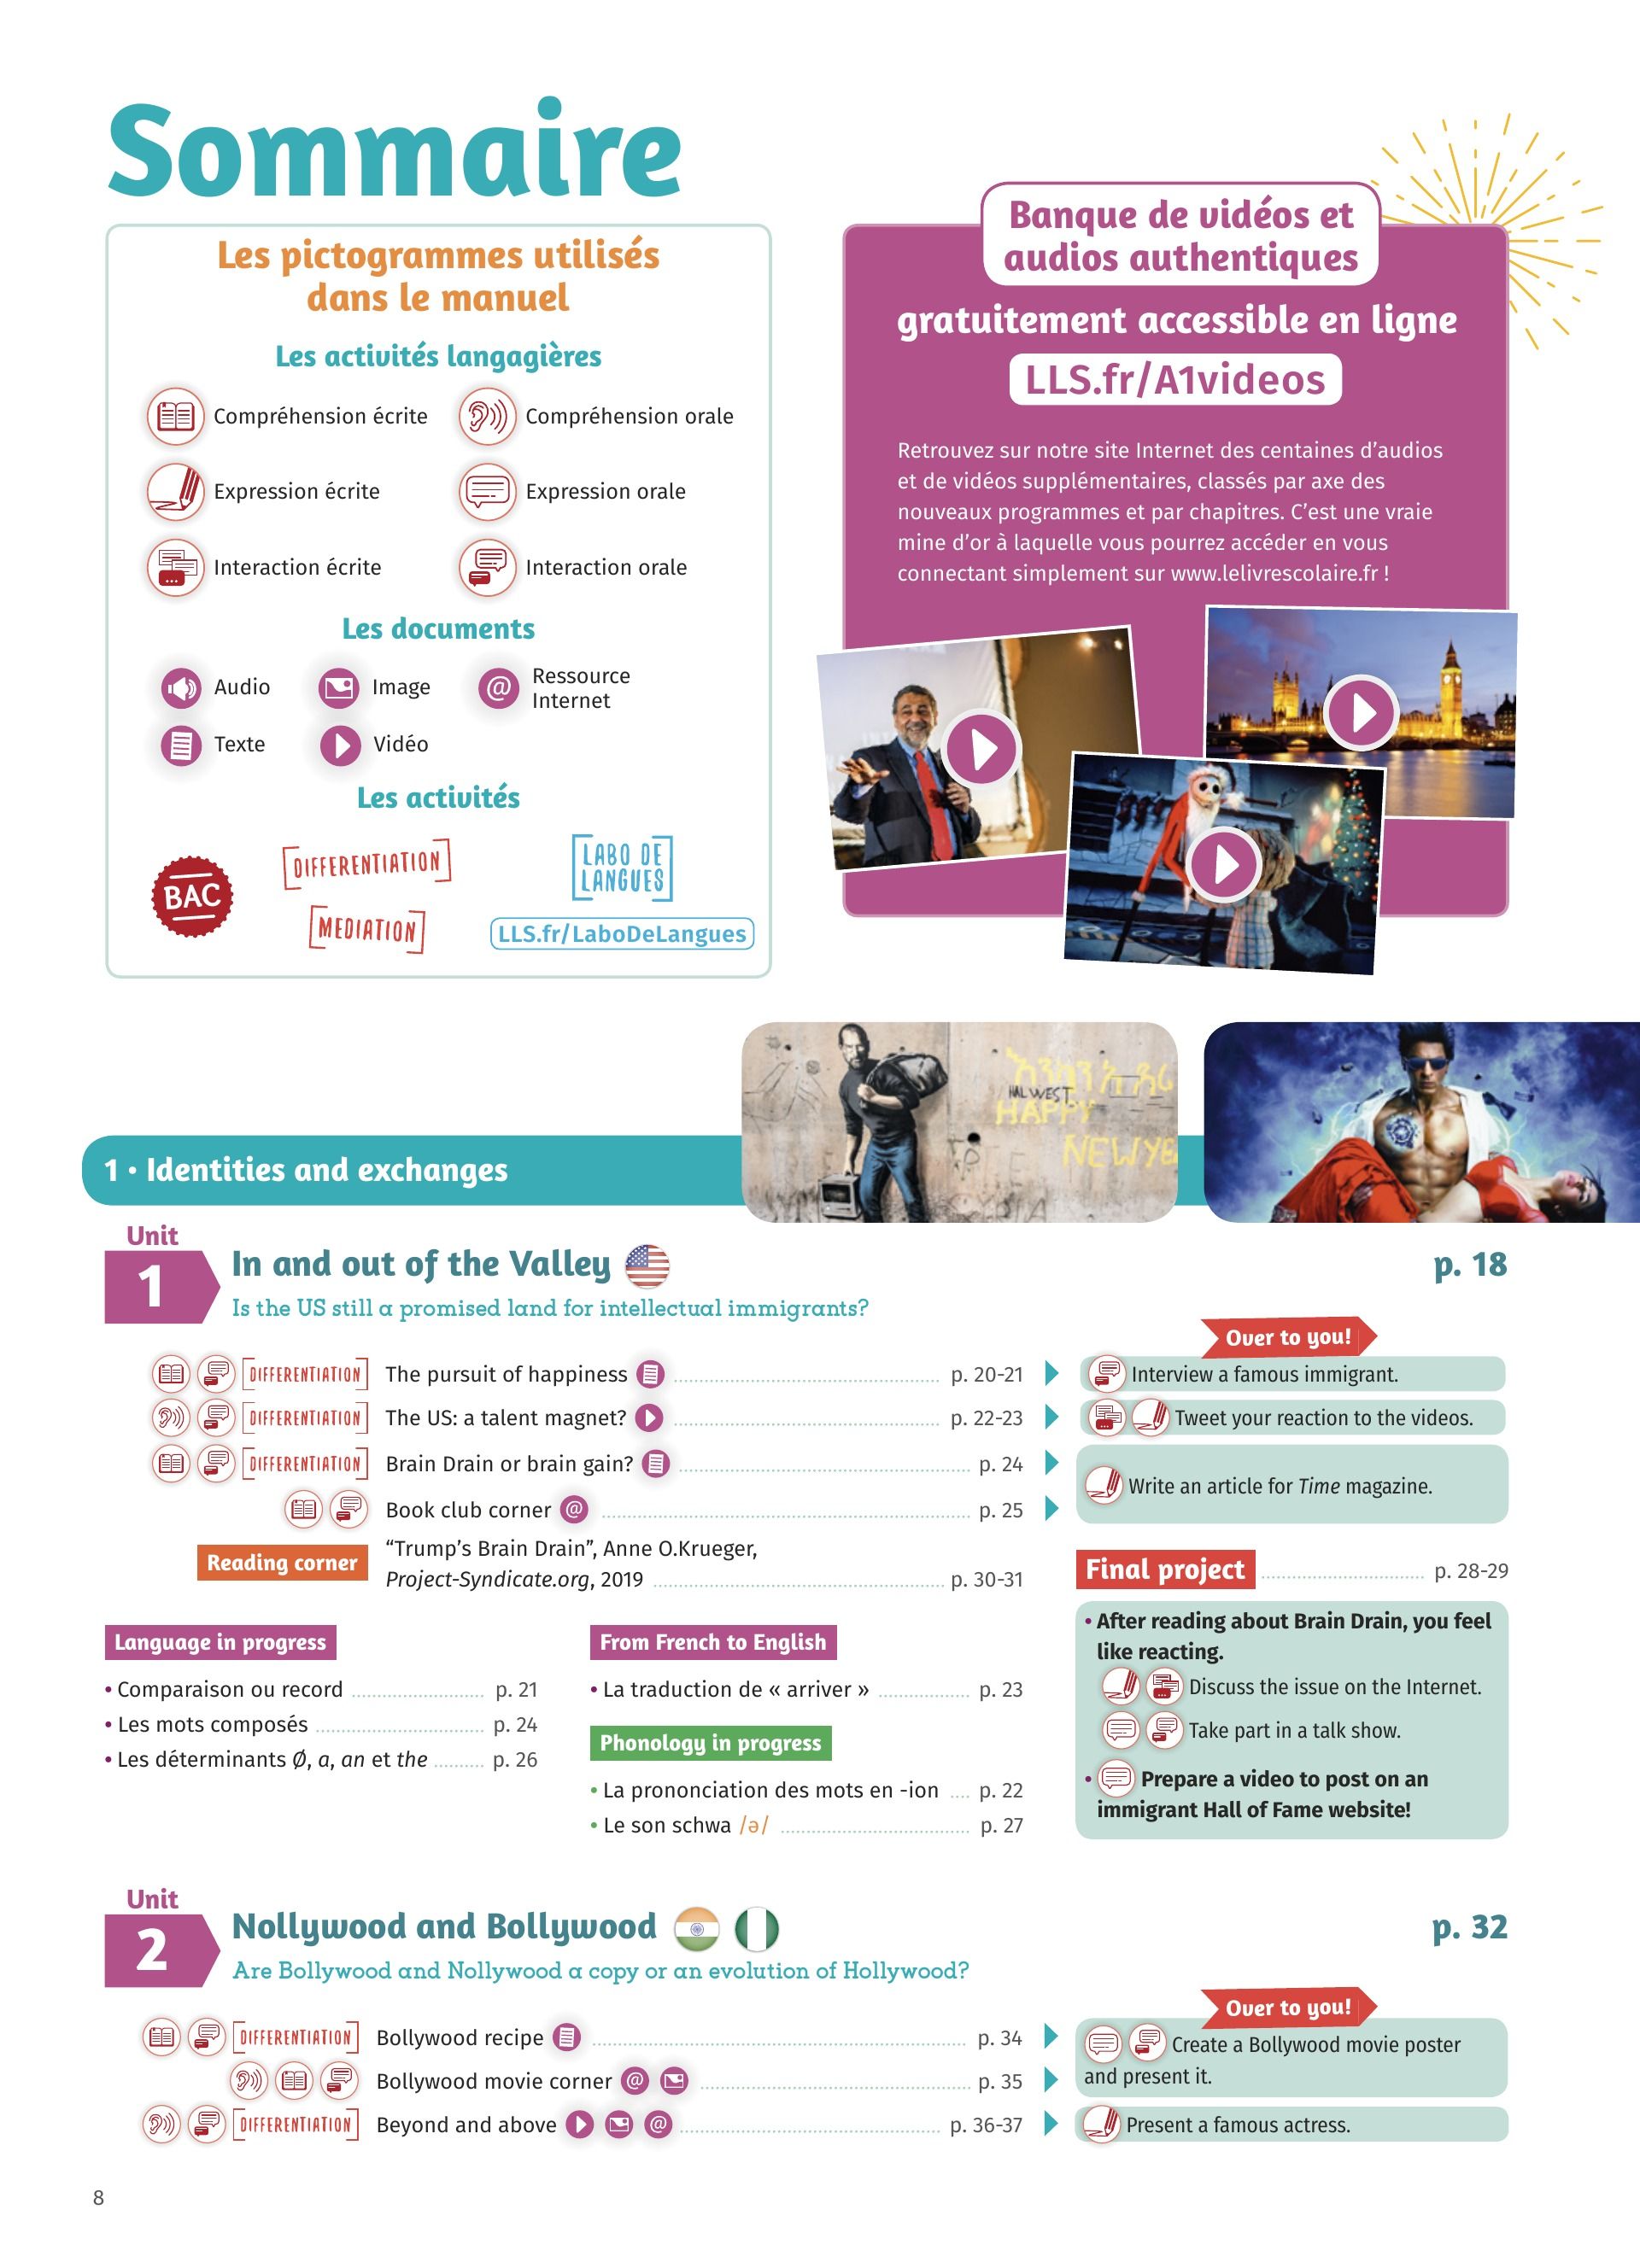 Sommaire
Les pictogrammes utilisés
dans le manuel
Les activités langagières
Compréhension écrite
Compréhension orale
Expression écrite
Expression orale
Interaction écrite
Interaction orale
Les documents
Audio
Image
@ Ressource
Internet
Texte
Vidéo
Les activités
BAC
DIFFERENTIATION
MEDIATION
LABO DE
LANGUES
LLS.fr/LaboDeLangues
Banque de vidéos et
audios authentiques
gratuitement accessible en ligne
LLS.fr/A1videos
Retrouvez sur notre site Internet des centaines d'audios
et de vidéos supplémentaires, classés par axe des
nouveaux programmes et par chapitres. C'est une vraie
mine d'or à laquelle vous pourrez accéder en vous
connectant simplement sur www.lelivrescolaire.fr !
HAL WEST
HAPPY
NEW YE
1 • Identities and exchanges
Unit
1
In and out of the Valley
p. 18
Is the US still a promised land for intellectual immigrants?
Over to you!
DIFFERENTIATION The pursuit of happiness p. 20-21
Interview a famous immigrant.
DIFFERENTIATION The US: a talent magnet? p. 22-23
Tweet your reaction to the videos.
DIFFERENTIATION Brain Drain or brain gain? p. 24
Write an article for Time magazine.
Book club corner @ p. 25
Reading corner
“Trump's Brain Drain”, Anne O.Krueger,
Project-Syndicate.org, 2019 p. 30-31
Final project p. 28-29
• After reading about Brain Drain, you feel
like reacting.
Discuss the issue on the Internet.
Take part in a talk show.
• Prepare a video to post on an
immigrant Hall of Fame website!
Language in progress
• Comparaison ou record p. 21
• Les mots composés p. 24
• Les déterminants Ø, a, an et the p. 26
From French to English
• La traduction de « arriver » p. 23
Phonology in progress
• La prononciation des mots en -ion p. 22
• Le son schwa /ə/ p. 27
Unit
2
Nollywood and Bollywood
p. 32
Are Bollywood and Nollywood a copy or an evolution of Hollywood?
Over to you!
DIFFERENTIATION Bollywood recipe p. 34
Create a Bollywood movie poster
and present it.
Bollywood movie corner @ p. 35
DIFFERENTIATION Beyond and above @ p. 36-37
Present a famous actress.
8